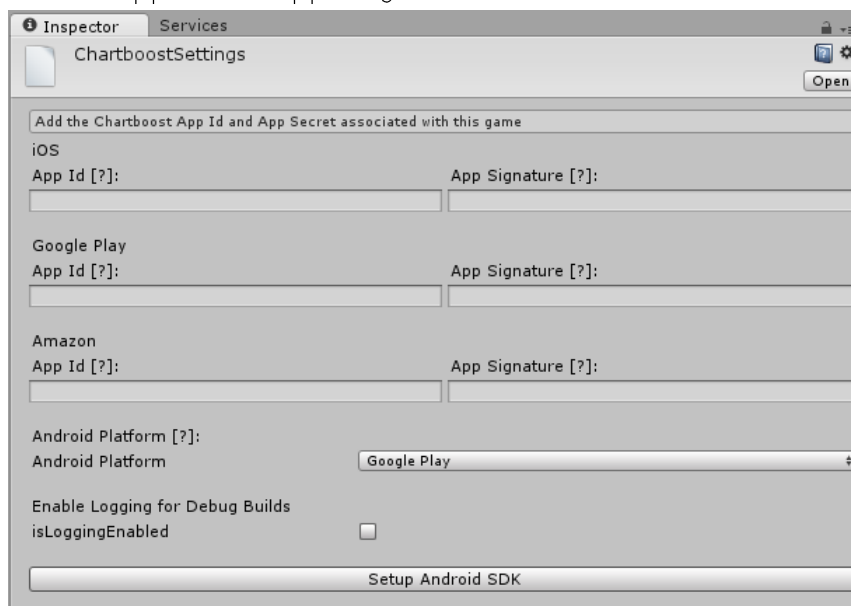 Inspector Services
ChartboostSettings
Open
Add the Chartboost App Id and App Secret associated with this game
iOS
App Id [?]: App Signature [?]:
Google Play
App Id [?]: App Signature [?]:
Amazon
App Id [?]: App Signature [?]:
Android Platform [?]:
Android Platform Google Play
Enable Logging for Debug Builds
isLoggingEnabled
Setup Android SDK